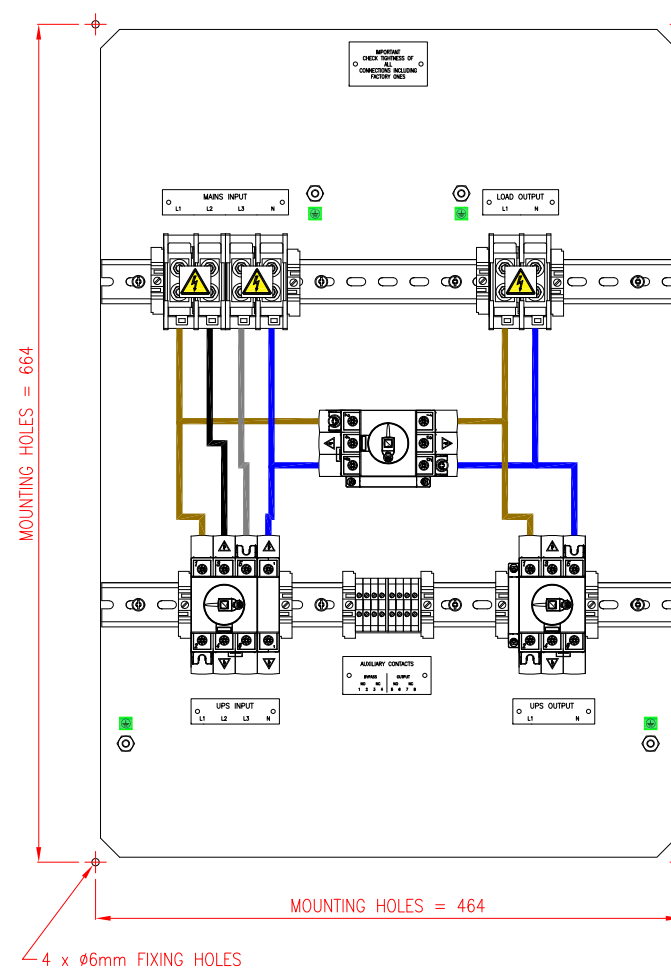 IMPORTANT
CHECK TIGHTNESS OF
ALL
CONNECTIONS INCLUDING
FACTORY ONES
MAINS INPUT
L1 L2 L3 N
LOAD OUTPUT
L1 N
MOUNTING HOLES = 664
AUXILIARY CONTACTS
BYPASS OUTPUT
NO NC NO NC
1 2 3 4 5 6 7 8
UPS INPUT
L1 L2 L3 N
UPS OUTPUT
L1 N
MOUNTING HOLES = 464
4 x Ø6mm FIXING HOLES